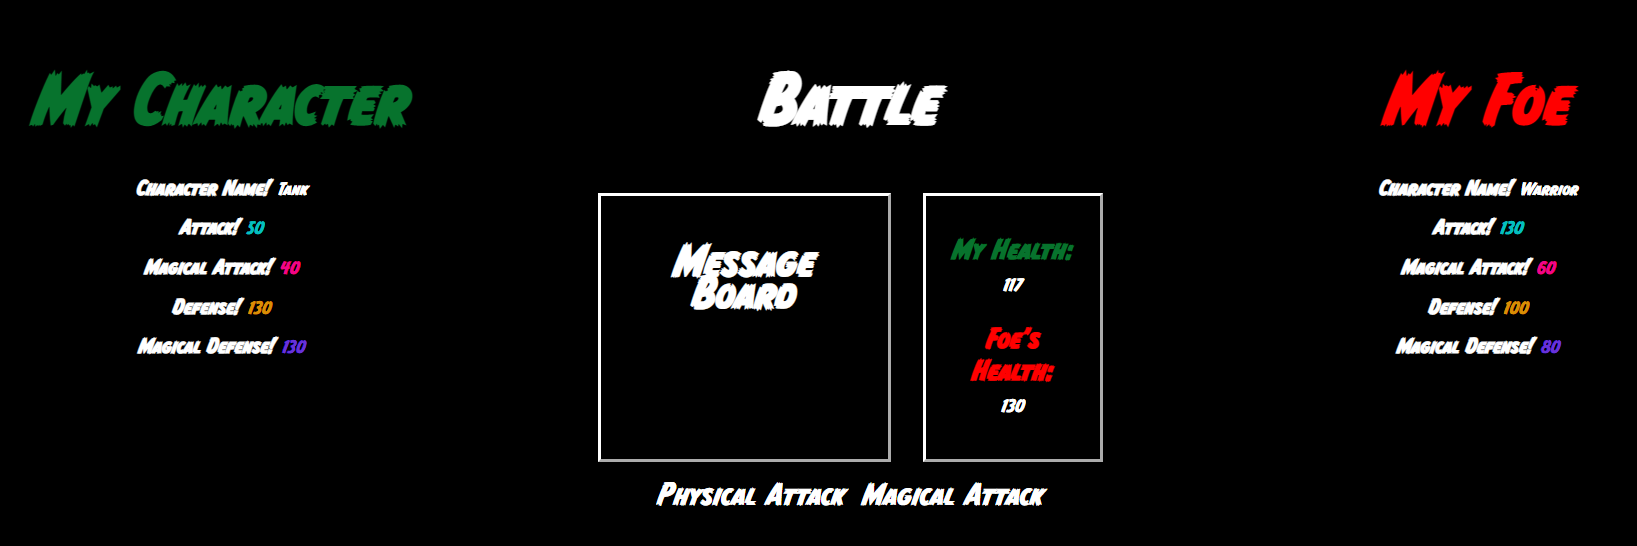 My Character
Character Name! Tank
Attack! 50
Magical Attack! 40
Defense! 130
Magical Defense! 130
Battle
Message
Board
My Health:
117
Foe's
Health:
130
Physical Attack Magical Attack
My Foe
Character Name! Warrior
Attack! 130
Magical Attack! 60
Defense! 100
Magical Defense! 80